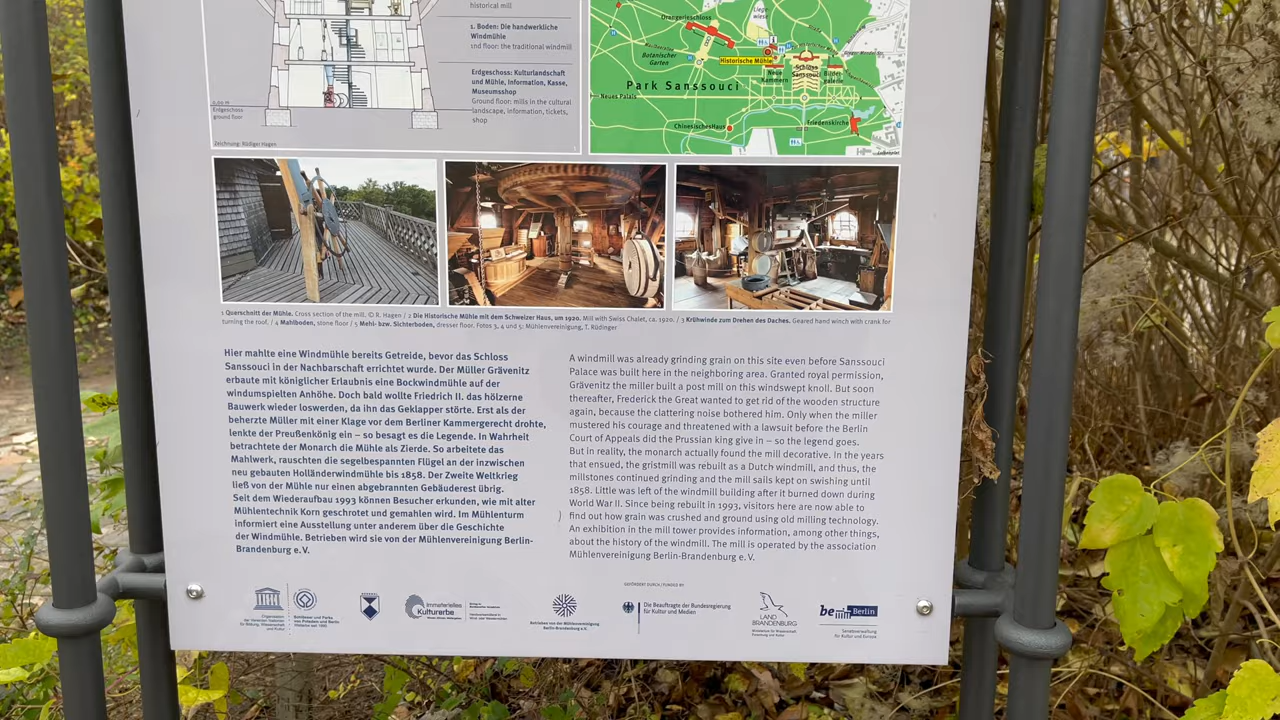 historical mill
1. Boden: Die handwerkliche
Windmühle
1nd floor: the traditional windmill
Erdgeschoss: Kulturlandschaft
und Mühle, Information, Kasse,
Museumsshop
Ground floor: mills in the cultural
landscape, information, tickets,
shop
Erdgeschoss
ground floor
Zeichnung: Rüdiger Hagen
Orangerieschloss
Liege
wiese
Botanischer
Garten
Historische Mühle
Neue
Kammern
Schloss
Sanssouci
Bilder-
galerie
Park Sanssouci
Neues Palais
ChinesischesHaus
Friedenskirche
1 Querschnitt der Mühle. Cross section of the mill. © R. Hagen / 2 Die Historische Mühle mit dem Schweizer Haus, um 1920. Mill with Swiss Chalet, ca. 1920. / 3 Krühwinde zum Drehen des Daches. Geared hand winch with crank for
turning the roof. / 4 Mahlboden, stone floor / 5 Mehl- bzw. Sichterboden, dresser floor. Fotos 3, 4 und 5: Mühlenvereinigung, T. Rüdinger
Hier mahlte eine Windmühle bereits Getreide, bevor das Schloss
Sanssouci in der Nachbarschaft errichtet wurde. Der Müller Grävenitz
erbaute mit königlicher Erlaubnis eine Bockwindmühle auf der
windumspielten Anhöhe. Doch bald wollte Friedrich II. das hölzerne
Bauwerk wieder loswerden, da ihn das Geklapper störte. Erst als der
beherzte Müller mit einer Klage vor dem Berliner Kammergericht drohte,
lenkte der Preußenkönig ein – so besagt es die Legende. In Wahrheit
betrachtete der Monarch die Mühle als Zierde. So arbeitete das
Mahlwerk, rauschten die segelbespannten Flügel an der inzwischen
neu gebauten Holländerwindmühle bis 1858. Der Zweite Weltkrieg
ließ von der Mühle nur einen abgebrannten Gebäuderest übrig.
Seit dem Wiederaufbau 1993 können Besucher erkunden, wie mit alter
Mühlentechnik Korn geschrotet und gemahlen wird. Im Mühlenturm
informiert eine Ausstellung unter anderem über die Geschichte
der Windmühle. Betrieben wird sie von der Mühlenvereinigung Berlin-
Brandenburg e.V.
A windmill was already grinding grain on this site even before Sanssouci
Palace was built here in the neighboring area. Granted royal permission,
Grävenitz the miller built a post mill on this windswept knoll. But soon
thereafter, Frederick the Great wanted to get rid of the wooden structure
again, because the clattering noise bothered him. Only when the miller
mustered his courage and threatened with a lawsuit before the Berlin
Court of Appeals did the Prussian king give in – so the legend goes.
But in reality, the monarch actually found the mill decorative. In the years
that ensued, the gristmill was rebuilt as a Dutch windmill, and thus, the
millstones continued grinding and the mill sails kept on swishing until
1858. Little was left of the windmill building after it burned down during
World War II. Since being rebuilt in 1993, visitors here are now able to
find out how grain was crushed and ground using old milling technology.
An exhibition in the mill tower provides information, among other things,
about the history of the windmill. The mill is operated by the association
Mühlenvereinigung Berlin-Brandenburg e. V.
GEFÖRDERT DURCH / FUNDED BY
Immaterielles
Kulturerbe
Betrieben von der Mühlenvereinigung
Berlin-Brandenburg e.V.
Die Beauftragte der Bundesregierung
für Kultur und Medien
LAND
BRANDENBURG
be Berlin
Senatsverwaltung
für Kultur und Europa